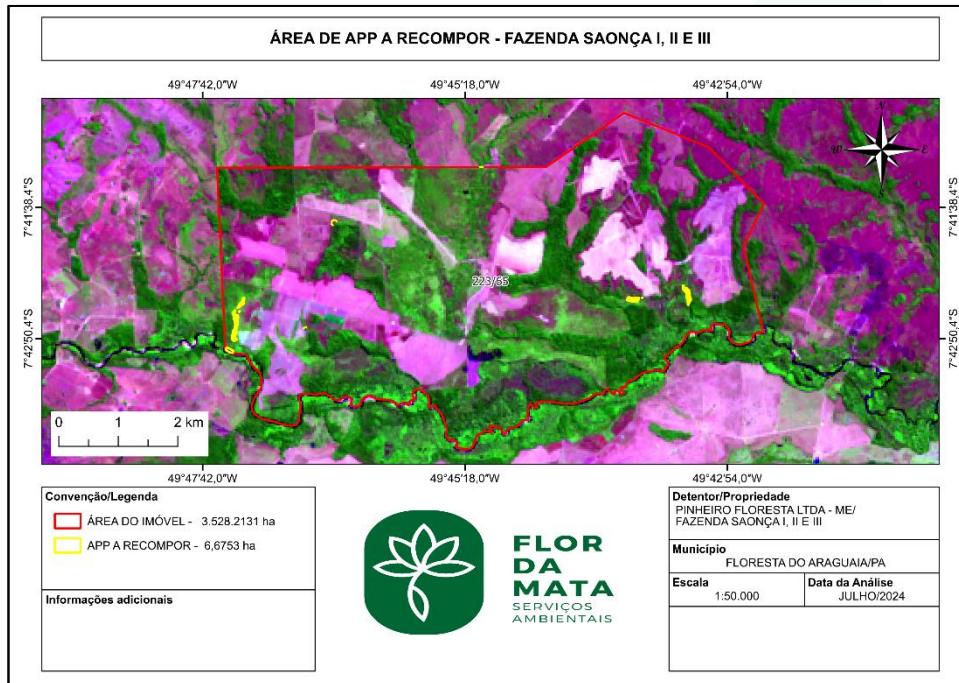 ÁREA DE APP A RECOMPOR - FAZENDA SAONÇA I, II E III
49°47'42,0"W 49°45'18,0"W 49°42'54,0"W
N
W E
S
7°41'38,4"S 7°41'38,4"S
223/65
7°42'50,4"S 7°42'50,4"S
0 1 2 km
49°47'42,0"W 49°45'18,0"W 49°42'54,0"W
Convenção/Legenda
ÁREA DO IMÓVEL - 3.528.2131 ha
APP A RECOMPOR - 6,6753 ha
Informações adicionais
FLOR
DA
MATA
SERVIÇOS
AMBIENTAIS
Detentor/Propriedade
PINHEIRO FLORESTA LTDA - ME/
FAZENDA SAONÇA I, II E III
Município
FLORESTA DO ARAGUAIA/PA
Escala Data da Análise
1:50.000 JULHO/2024